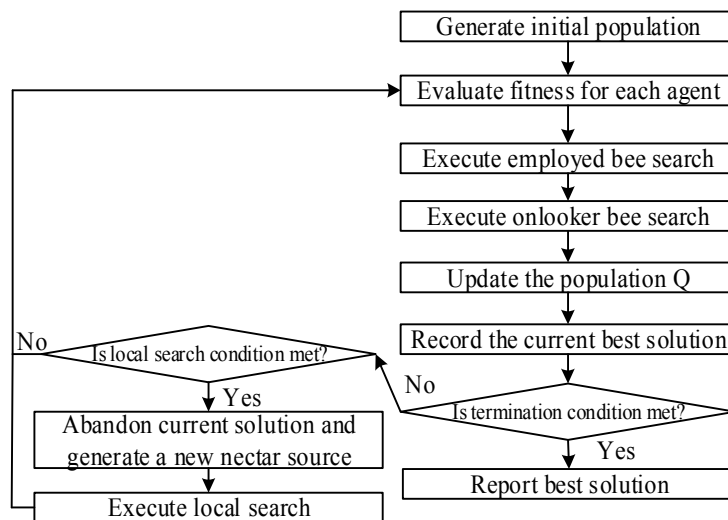 Generate initial population
Evaluate fitness for each agent
Execute employed bee search
Execute onlooker bee search
Update the population Q
Record the current best solution
Is termination condition met?
No
Yes
Report best solution
Is local search condition met?
No
Yes
Abandon current solution and
generate a new nectar source
Execute local search